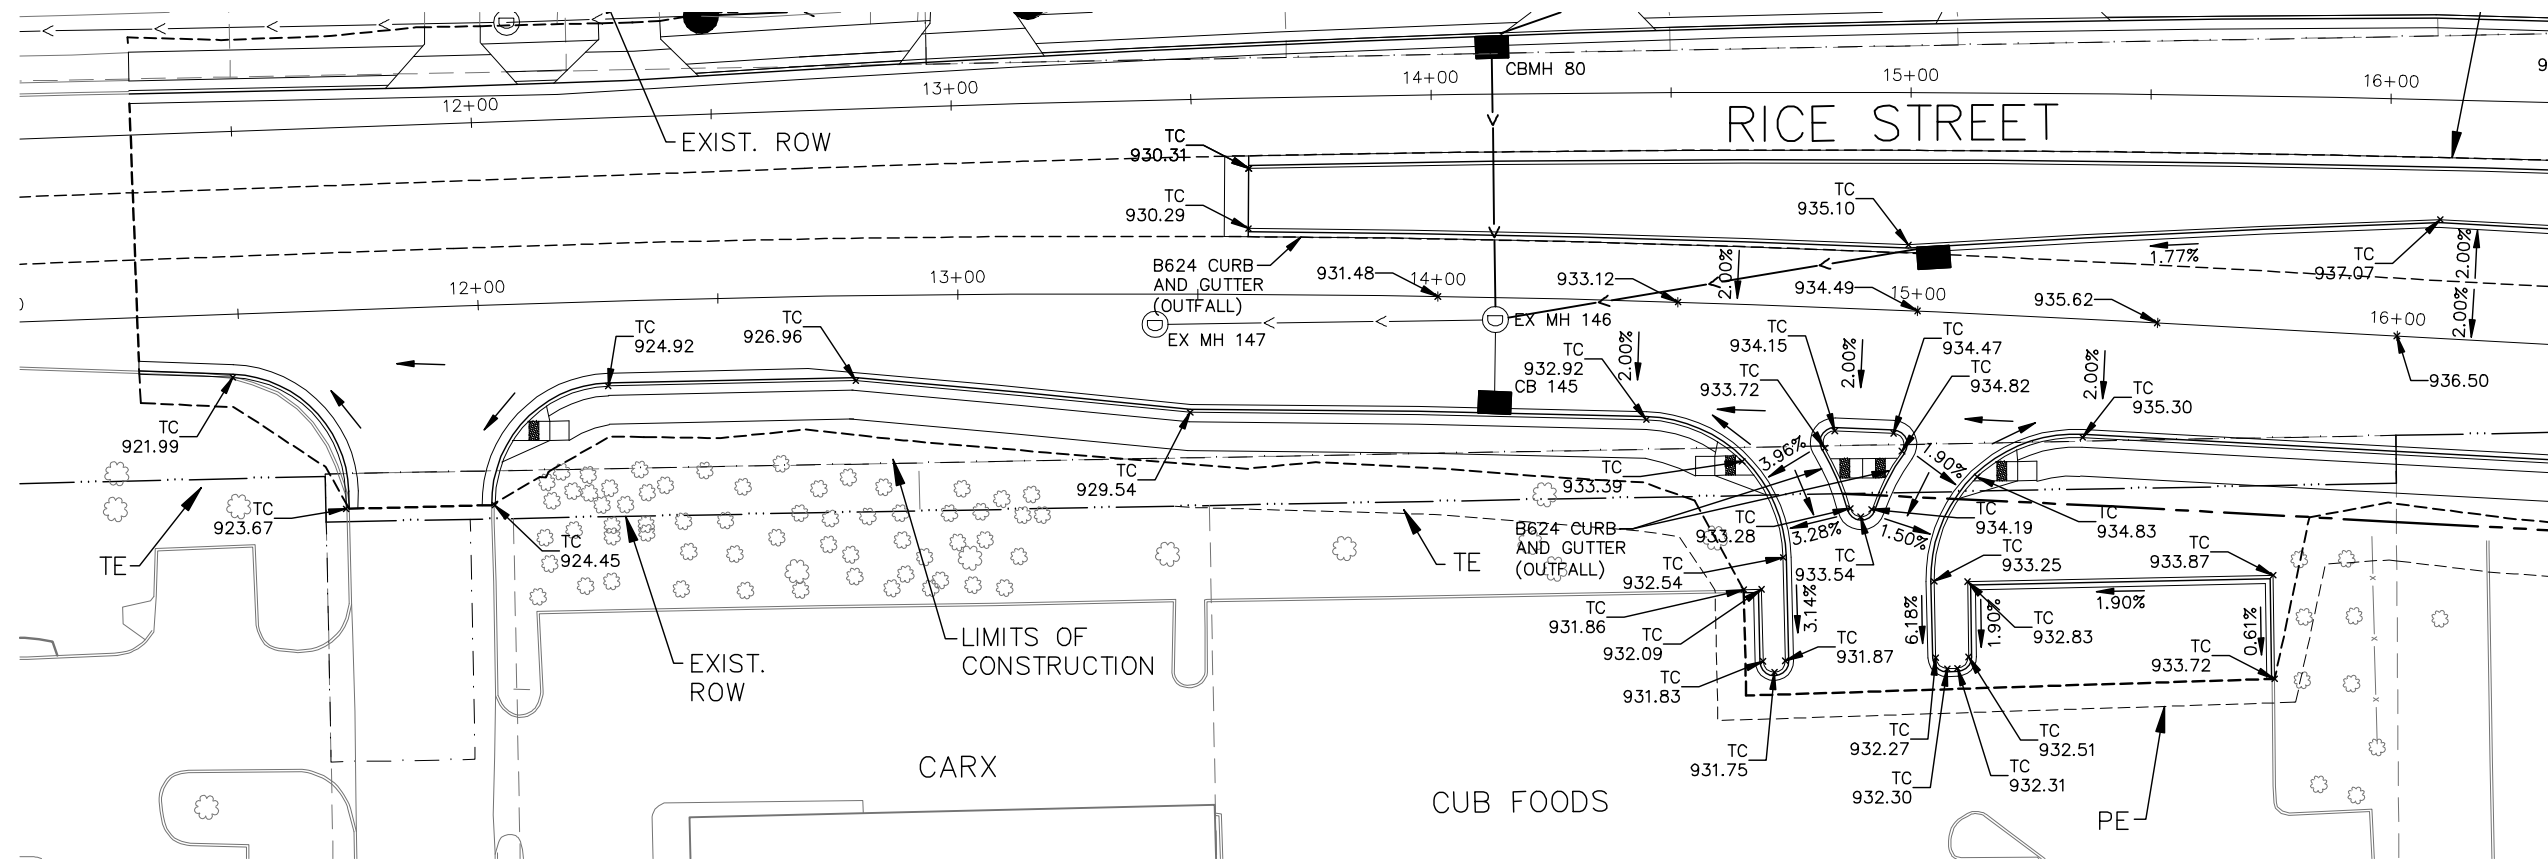 CBMH 80
9
12+00
13+00
14+00
15+00
16+00
RICE STREET
EXIST. ROW
TC
930.31
TC
930.29
TC
935.10
B624 CURB
AND GUTTER
(OUTFALL)
931.48
14+00
933.12
2.00%
934.49
15+00
1.77%
935.62
TC
937.07
2.00%
2.00%
12+00
13+00
EX MH 147
EX MH 146
16+00
936.50
TC
924.92
TC
926.96
TC
932.92
CB 145
2.00%
TC
934.15
TC
933.72
2.00%
TC
934.47
TC
934.82
2.00%
TC
935.30
TC
921.99
TC
923.67
TE
TC
924.45
TC
929.54
TC
933.39
3.96%
1.90%
TE
B624 CURB
AND GUTTER
(OUTFALL)
TC
933.28
3.28%
1.50%
TC
934.19
TC
934.83
TC
932.54
TC
933.54
TC
933.25
TC
933.87
TC
931.86
TC
932.09
3.14%
6.18%
1.90%
1.90%
TC
932.83
0.61%
TC
933.72
LIMITS OF
CONSTRUCTION
EXIST.
ROW
TC
931.87
TC
931.83
TC
931.75
TC
932.27
TC
932.51
TC
932.30
TC
932.31
CARX
CUB FOODS
PE